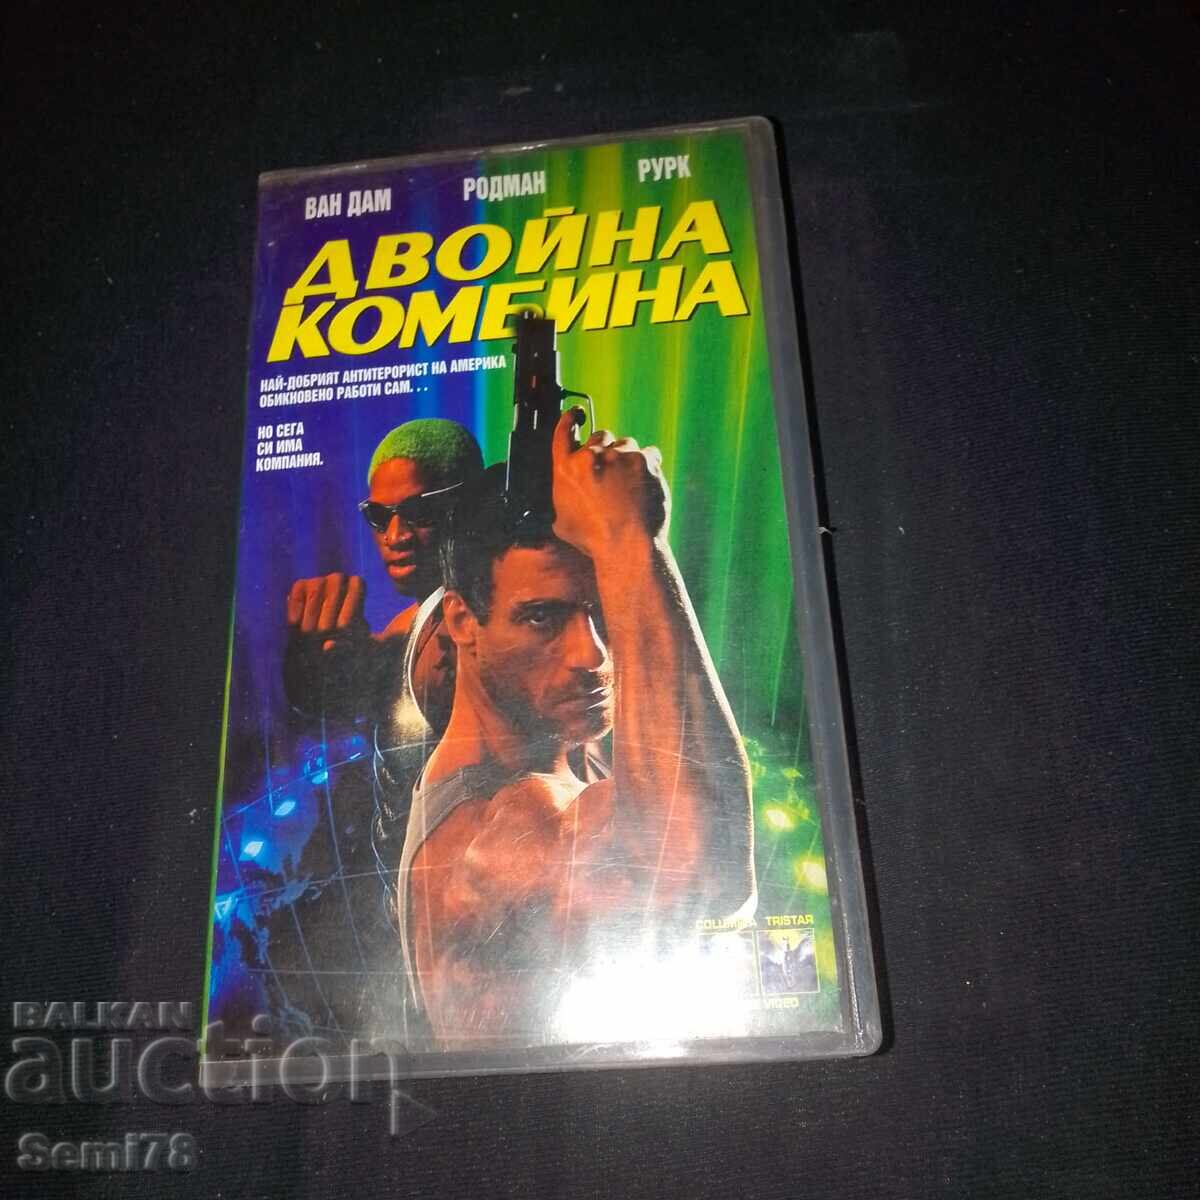 ВАН ДАМ РОДМАН РУРК
ДВОЙНА
КОМБИНА
НАЙ-ДОБРИЯТ АНТИТЕРОРИСТ НА АМЕРИКА
ОБИКНОВЕНО РАБОТИ САМ. . .
НО СЕГА
СИ ИМА
КОМПАНИЯ.
COLUMBIA TRISTAR
VIDEO
BALKAN
auction
Semi78